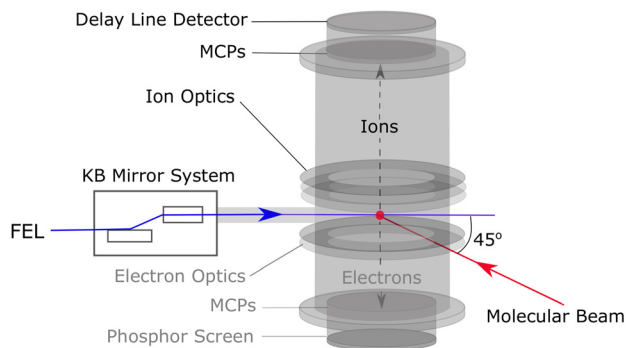 Delay Line Detector
MCPs
Ion Optics
Ions
KB Mirror System
FEL
45°
Electron Optics
Electrons
MCPs
Molecular Beam
Phosphor Screen